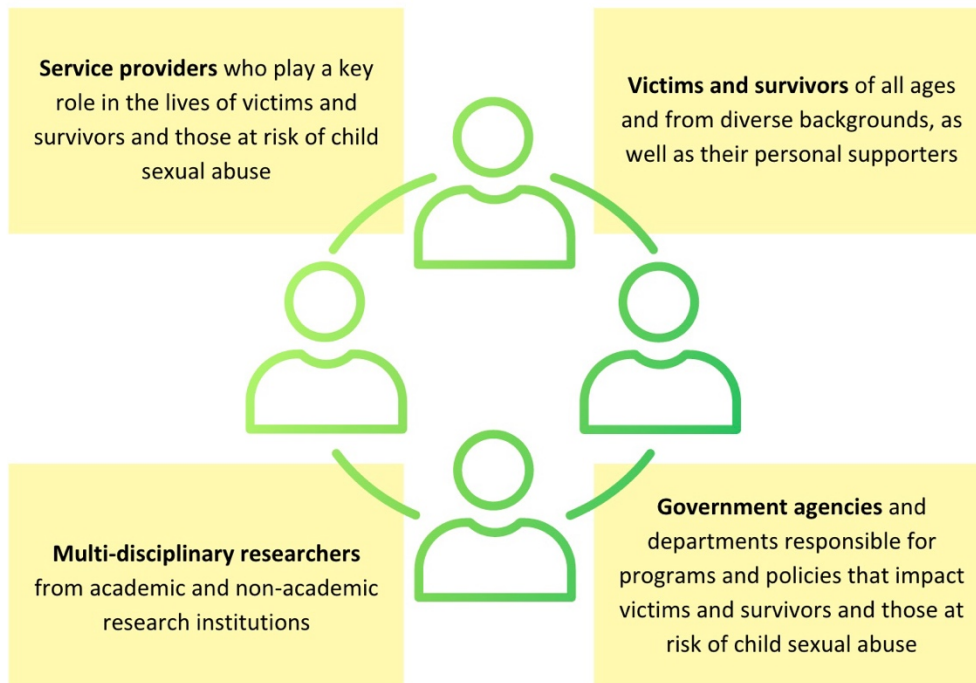 Service providers who play a key
role in the lives of victims and
survivors and those at risk of child
sexual abuse
Victims and survivors of all ages
and from diverse backgrounds, as
well as their personal supporters
Multi-disciplinary researchers
from academic and non-academic
research institutions
Government agencies and
departments responsible for
programs and policies that impact
victims and survivors and those at
risk of child sexual abuse